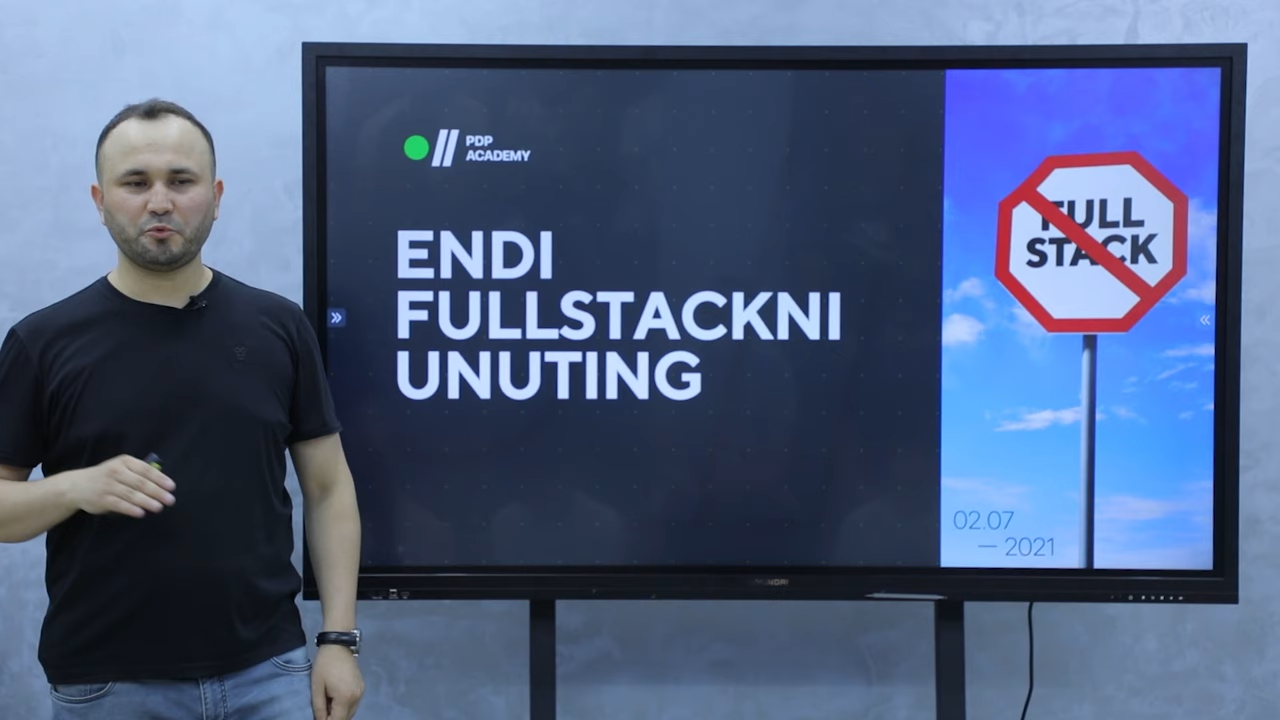 PDP
ACADEMY
ENDI
FULLSTACKNI
UNUTING
FULL
STACK
02.07
— 2021